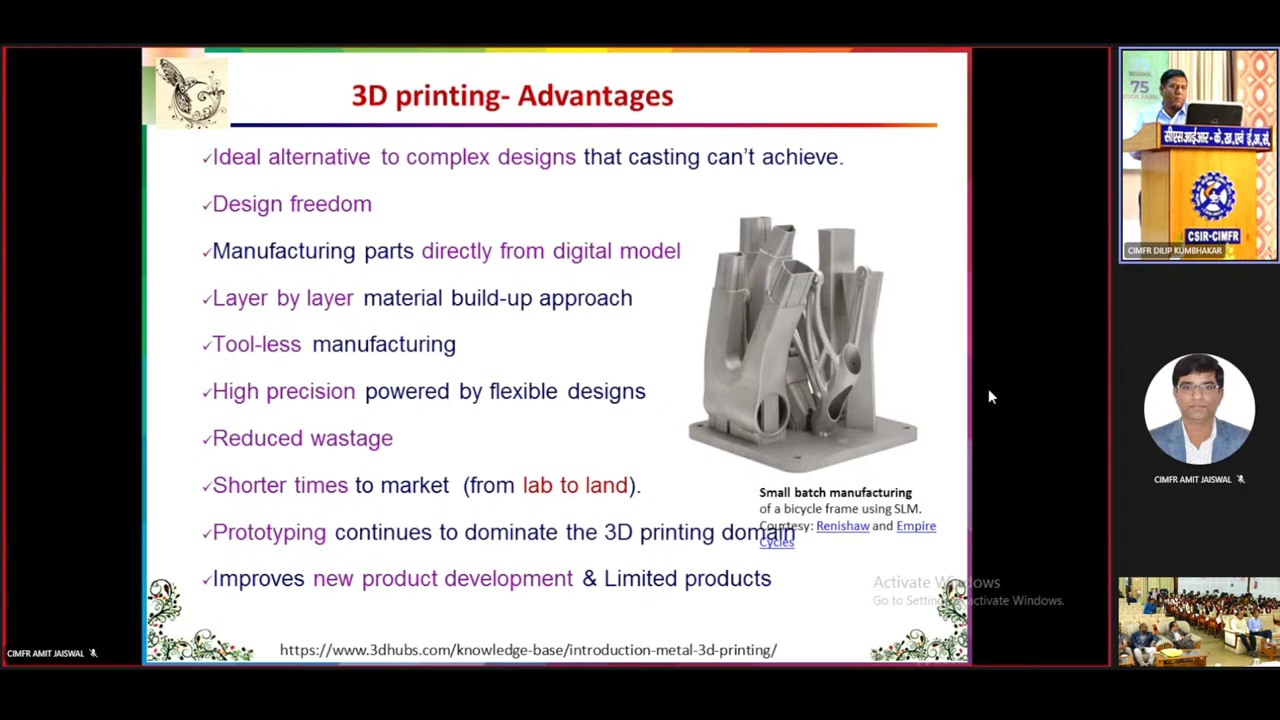 3D printing- Advantages
✓Ideal alternative to complex designs that casting can’t achieve.
✓Design freedom
✓Manufacturing parts directly from digital model
✓Layer by layer material build-up approach
✓Tool-less manufacturing
✓High precision powered by flexible designs
✓Reduced wastage
✓Shorter times to market (from lab to land).
✓Prototyping continues to dominate the 3D printing domain
✓Improves new product development & Limited products
Small batch manufacturing
of a bicycle frame using SLM.
Courtesy: Renishaw and Empire
Cycles
Activate Windows
Go to Settings to activate Windows.
https://www.3dhubs.com/knowledge-base/introduction-metal-3d-printing/
CIMFR AMIT JAISWAL
75
सीएसआईआर-के.ख.एवं ई.अ.सं.
CSIR-CIMFR
CIMFR DILIP KUMBHAKAR
CIMFR AMIT JAISWAL